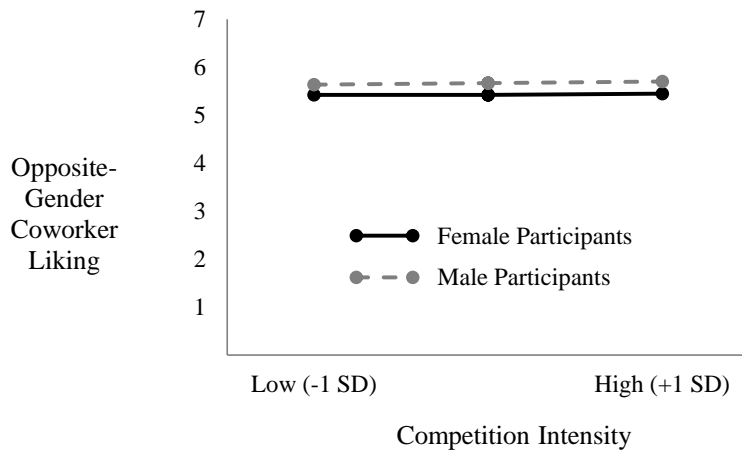 7
6
5
4
3
2
1
Opposite-
Gender
Coworker
Liking
Female Participants
Male Participants
Low (-1 SD)
High (+1 SD)
Competition Intensity